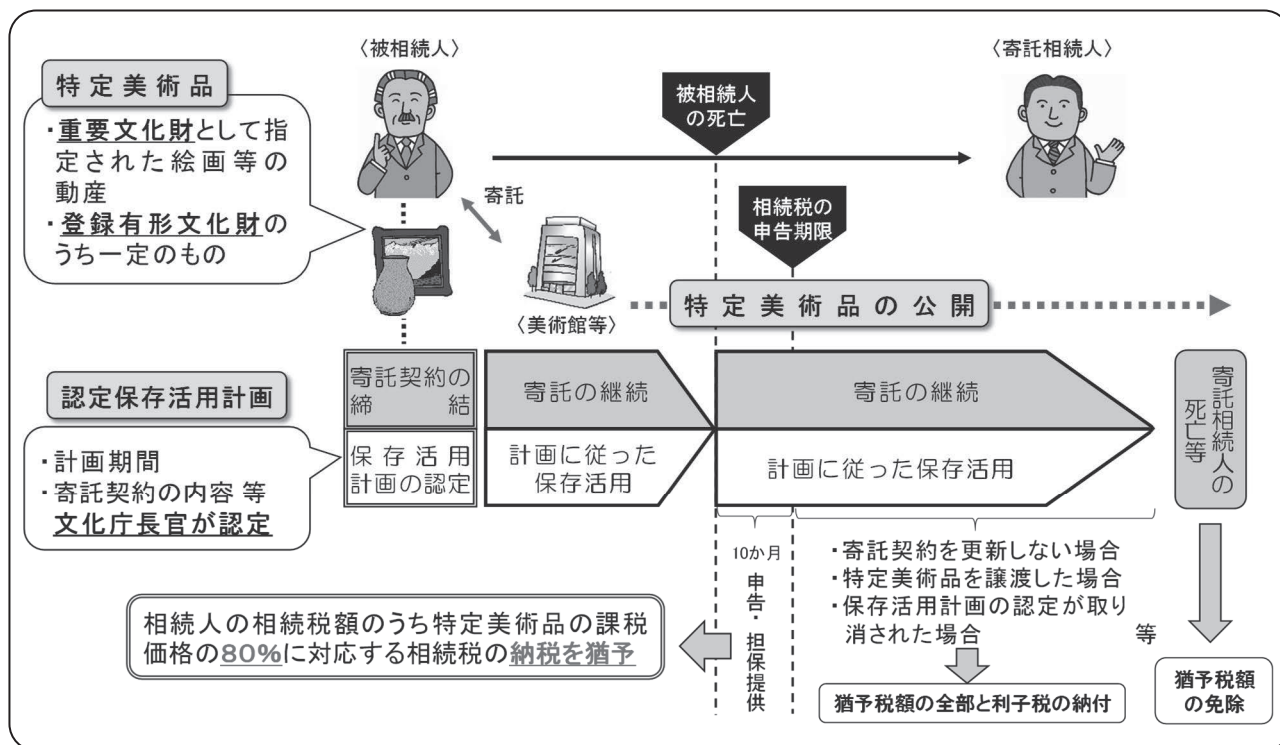 〈被相続人〉
〈寄託相続人〉
特定美術品
・重要文化財として指
定された絵画等の
動産
・登録有形文化財の
うち一定のもの
被相続人
の死亡
寄託
相続税の
申告期限
〈美術館等〉
特定美術品の公開
認定保存活用計画
・計画期間
・寄託契約の内容 等
文化庁長官が認定
寄託契約の
締結
寄託の継続
寄託の継続
保存活用
計画の認定
計画に従った
保存活用
計画に従った保存活用
寄託相続人の
死亡等
10か月
申告・担保提供
・寄託契約を更新しない場合
・特定美術品を譲渡した場合
・保存活用計画の認定が取り
消された場合 等
相続人の相続税額のうち特定美術品の課税
価格の80%に対応する相続税の納税を猶予
猶予税額の全部と利子税の納付
猶予税額
の免除